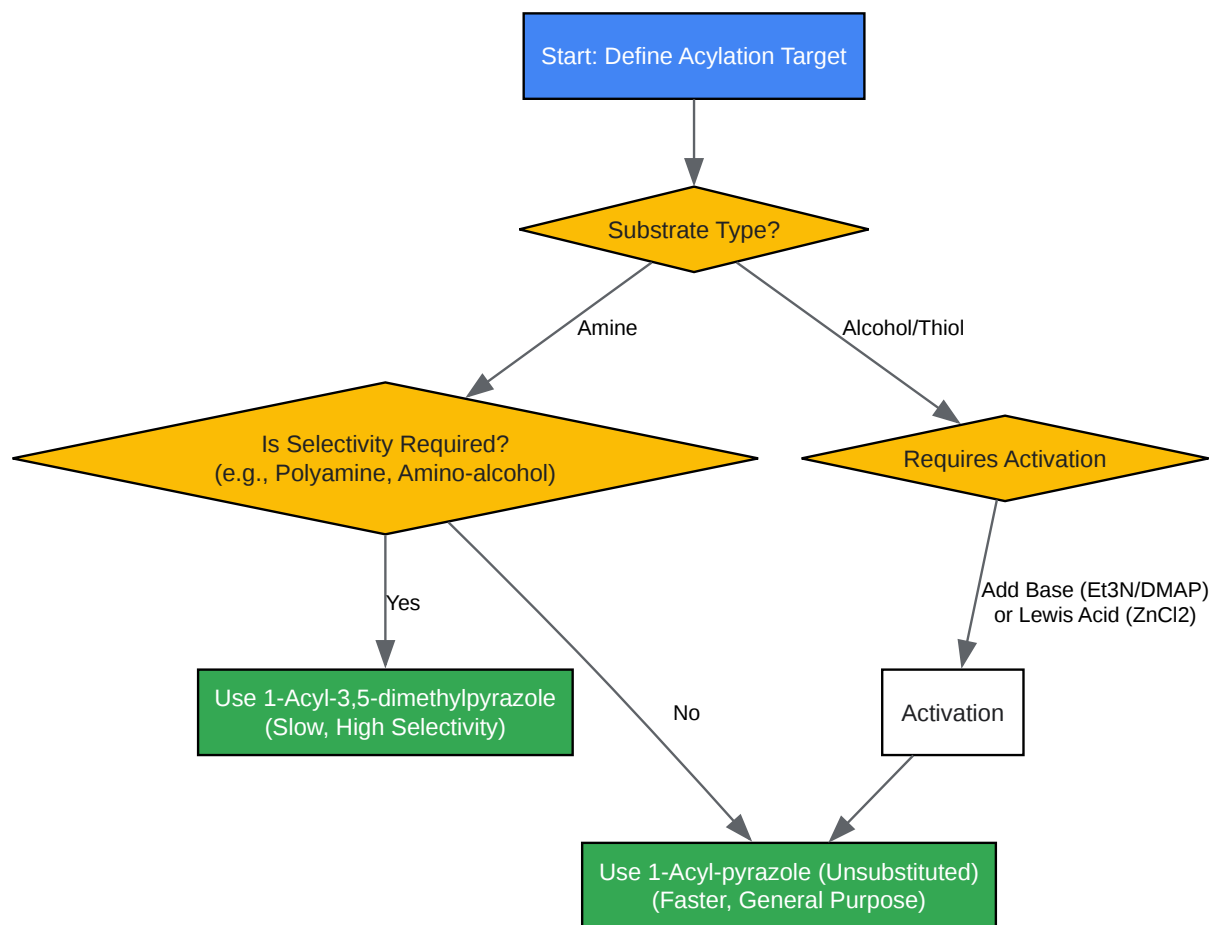 Start: Define Acylation Target
Substrate Type?
Amine
Alcohol/Thiol
Is Selectivity Required?
(e.g., Polyamine, Amino-alcohol)
Requires Activation
Yes
Add Base (Et3N/DMAP)
or Lewis Acid (ZnCl2)
Use 1-Acyl-3,5-dimethylpyrazole
(Slow, High Selectivity)
No
Activation
Use 1-Acyl-pyrazole (Unsubstituted)
(Faster, General Purpose)